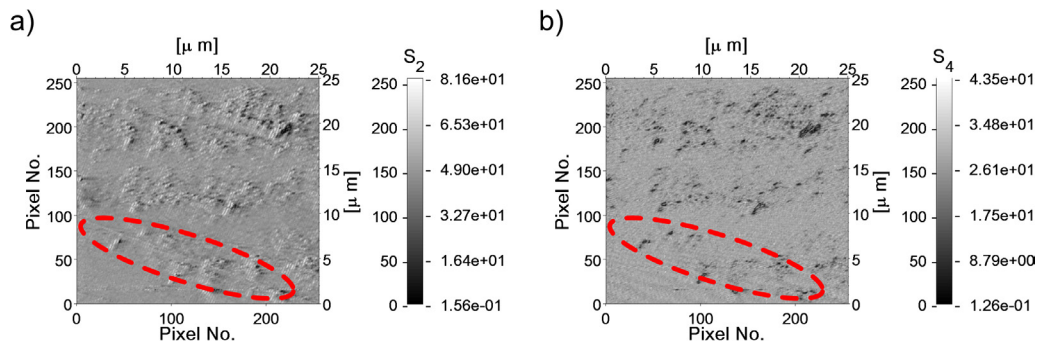 a)
[μ m]
0 5 10 15 20 25
250 200 150 100 50 0
Pixel No.
0 100 200
Pixel No.
25 20 15 10 5 0
[μ m]
S2
250 200 150 100 50 0
8.16e+01
6.53e+01
4.90e+01
3.27e+01
1.64e+01
1.56e-01
b)
[μ m]
0 5 10 15 20 25
250 200 150 100 50 0
Pixel No.
0 100 200
Pixel No.
25 20 15 10 5 0
[μ m]
S4
250 200 150 100 50 0
4.35e+01
3.48e+01
2.61e+01
1.75e+01
8.79e+00
1.26e-01